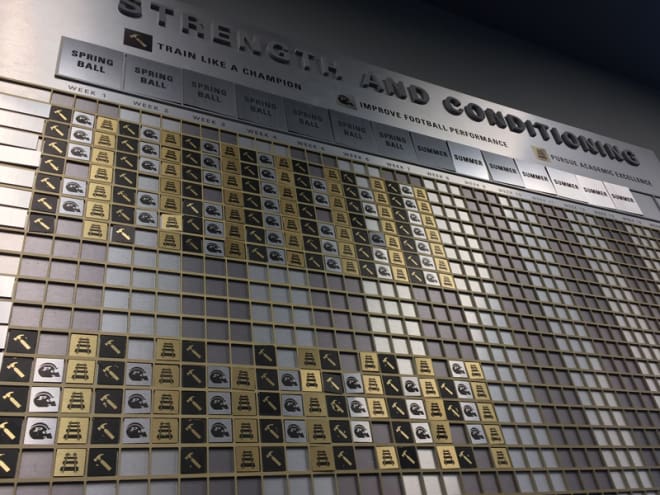 STRENGTH AND CONDITIONING
TRAIN LIKE A CHAMPION
IMPROVE FOOTBALL PERFORMANCE
PURSUE ACADEMIC EXCELLENCE
SPRING BALL
SPRING BALL
SPRING BALL
SPRING BALL
SPRING BALL
SPRING BALL
SPRING BALL
SUMMER
SUMMER
SUMMER
SUMMER
SUMMER
SUMMER
SUMMER
WEEK 1
WEEK 2
WEEK 3
WEEK 4
WEEK 5
WEEK 6
WEEK 7